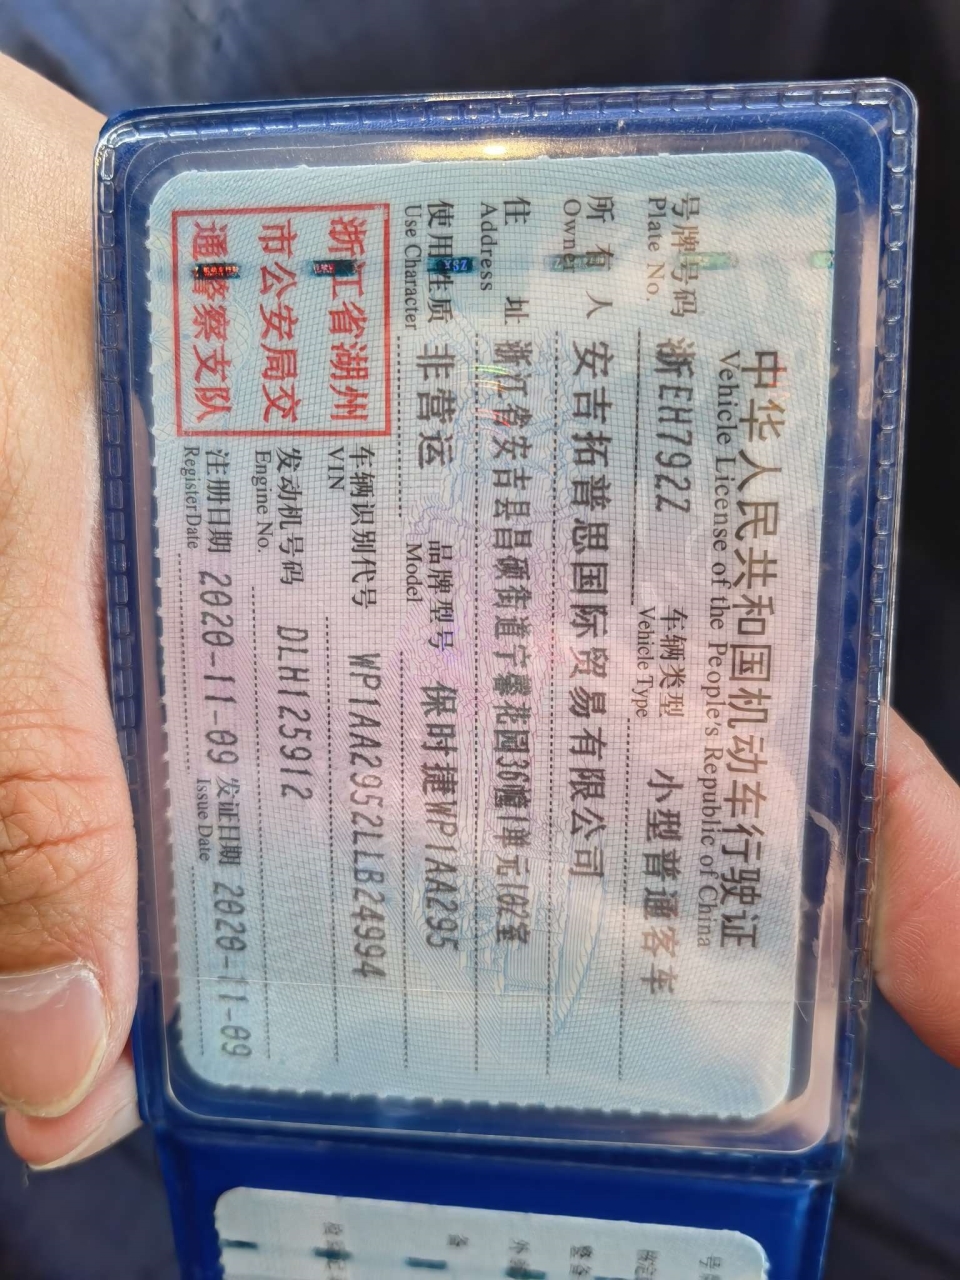 中华人民共和国机动车行驶证
Vehicle License of the People's Republic of China
号牌号码 浙EH792Z 车辆类型 小型普通客车
Plate No. Vehicle Type
所有人 安吉拓普思国际贸易有限公司
Owner
住址 浙江省安吉县昌硕街道宁馨花园36幢1单元102室
Address
使用性质 非营运 品牌型号 保时捷WP1AA295
Use Character Model
浙江省湖州
市公安局交
通警察支队
车辆识别代号 WP1AA2952LLB24994
VIN
发动机号码 DLH125912
Engine No.
注册日期 2020-11-09 发证日期 2020-11-09
RegisterDate Issue Date